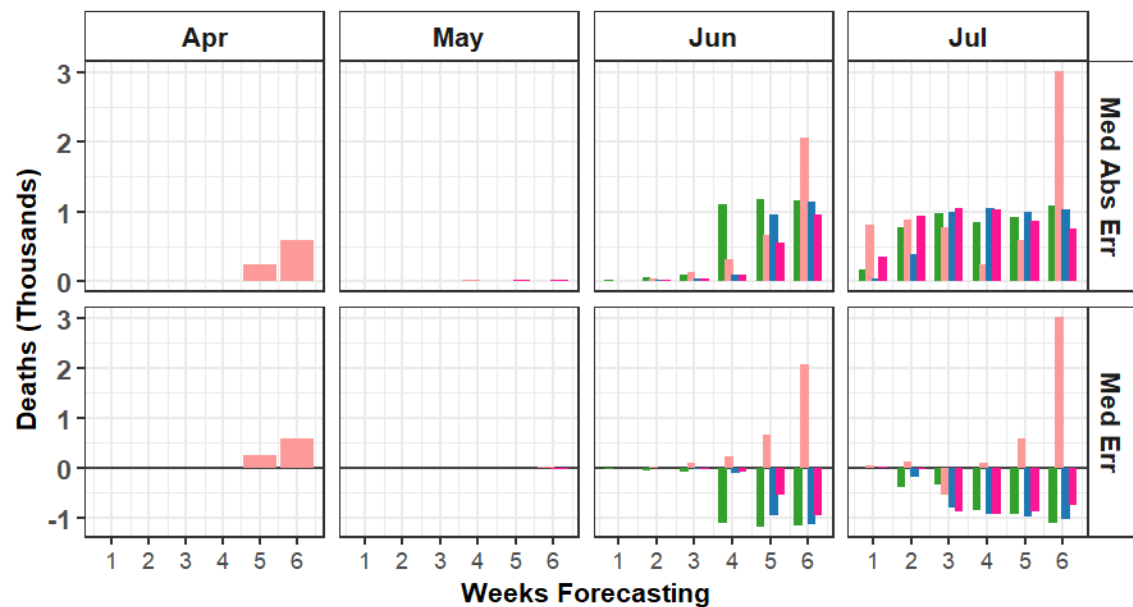 Apr May Jun Jul
3
2
1
0
Med Abs Err
3
2
1
0
-1
Med Err
Deaths (Thousands)
1 2 3 4 5 6 1 2 3 4 5 6 1 2 3 4 5 6 1 2 3 4 5 6
Weeks Forecasting